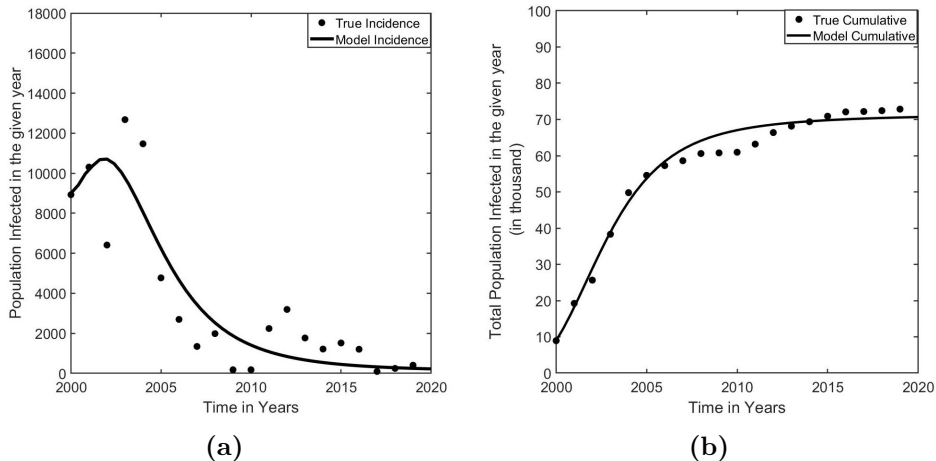 18000
16000
14000
12000
10000
8000
6000
4000
2000
0
Population Infected in the given year
True Incidence
Model Incidence
2000 2005 2010 2015 2020
Time in Years
(a)
100
90
80
70
60
50
40
30
20
10
0
Total Population Infected in the given year
(in thousand)
True Cumulative
Model Cumulative
2000 2005 2010 2015 2020
Time in Years
(b)